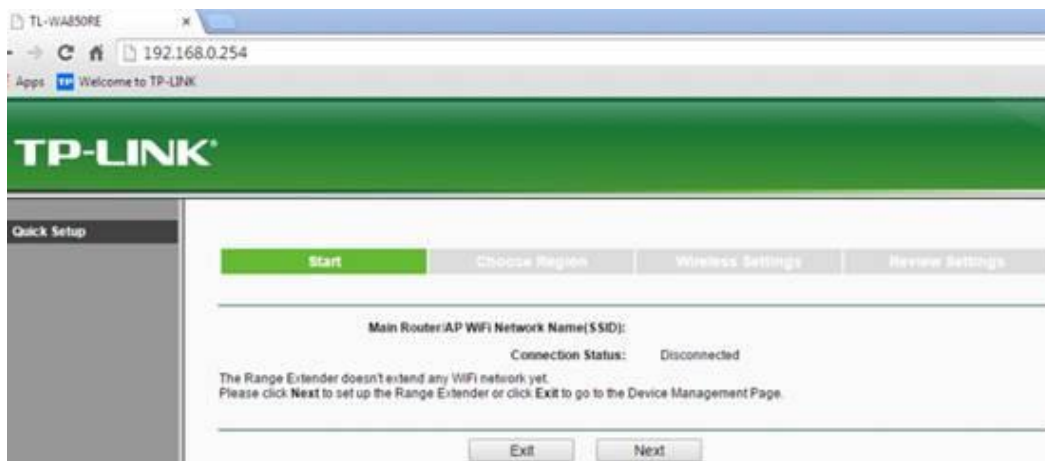 TL-WA850RE
192.168.0.254
Apps TP Welcome to TP-LINK
TP-LINK
Quick Setup
Start Choose Region Wireless Settings Review Settings
Main Router/AP WiFi Network Name(SSID):
Connection Status: Disconnected
The Range Extender doesn't extend any WiFi network yet.
Please click Next to set up the Range Extender or click Exit to go to the Device Management Page.
Exit Next